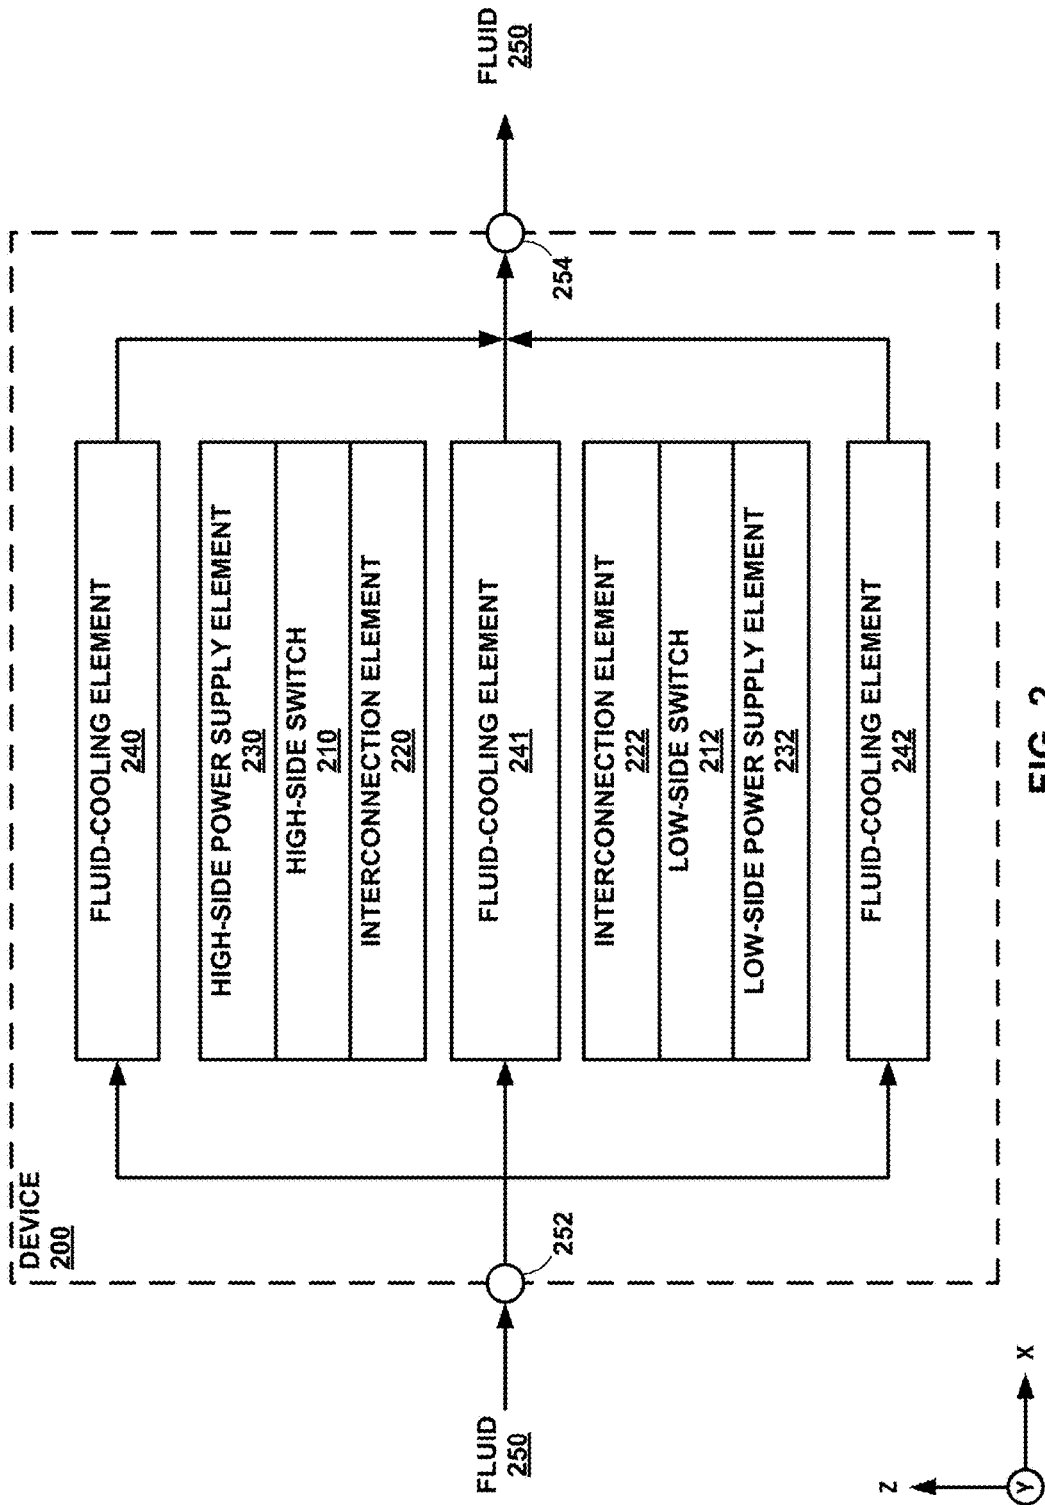 DEVICE
200
FLUID-COOLING ELEMENT
240
HIGH-SIDE POWER SUPPLY ELEMENT
230
HIGH-SIDE SWITCH
210
INTERCONNECTION ELEMENT
220
FLUID
250
252
FLUID-COOLING ELEMENT
241
254
FLUID
250
INTERCONNECTION ELEMENT
222
LOW-SIDE SWITCH
212
LOW-SIDE POWER SUPPLY ELEMENT
232
FLUID-COOLING ELEMENT
242
Z
Y
X
FIG. 2